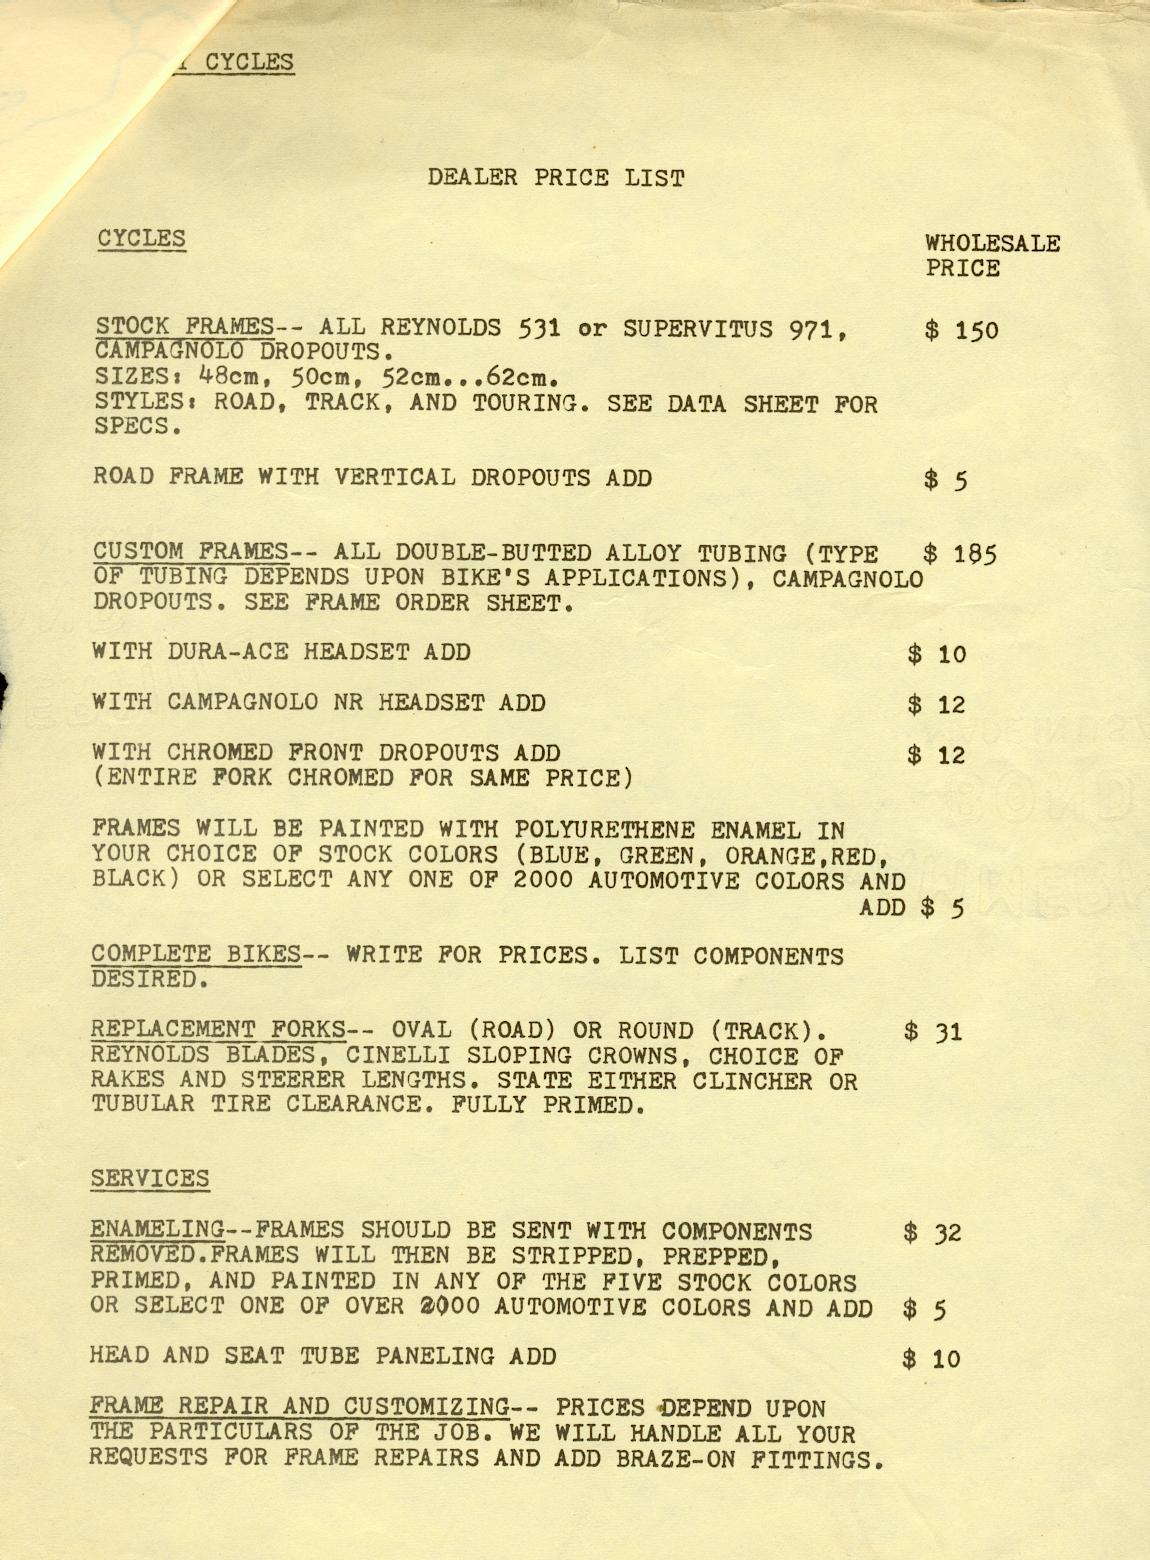 CYCLES
DEALER PRICE LIST
CYCLES
WHOLESALE
PRICE
STOCK FRAMES-- ALL REYNOLDS 531 or SUPERVITUS 971, $ 150
CAMPAGNOLO DROPOUTS.
SIZES: 48cm, 50cm, 52cm...62cm.
STYLES: ROAD, TRACK, AND TOURING. SEE DATA SHEET FOR
SPECS.
ROAD FRAME WITH VERTICAL DROPOUTS ADD $ 5
CUSTOM FRAMES-- ALL DOUBLE-BUTTED ALLOY TUBING (TYPE $ 185
OF TUBING DEPENDS UPON BIKE'S APPLICATIONS), CAMPAGNOLO
DROPOUTS. SEE FRAME ORDER SHEET.
WITH DURA-ACE HEADSET ADD $ 10
WITH CAMPAGNOLO NR HEADSET ADD $ 12
WITH CHROMED FRONT DROPOUTS ADD $ 12
(ENTIRE FORK CHROMED FOR SAME PRICE)
FRAMES WILL BE PAINTED WITH POLYURETHENE ENAMEL IN
YOUR CHOICE OF STOCK COLORS (BLUE, GREEN, ORANGE,RED,
BLACK) OR SELECT ANY ONE OF 2000 AUTOMOTIVE COLORS AND
ADD $ 5
COMPLETE BIKES-- WRITE FOR PRICES. LIST COMPONENTS
DESIRED.
REPLACEMENT FORKS-- OVAL (ROAD) OR ROUND (TRACK). $ 31
REYNOLDS BLADES, CINELLI SLOPING CROWNS, CHOICE OF
RAKES AND STEERER LENGTHS. STATE EITHER CLINCHER OR
TUBULAR TIRE CLEARANCE. FULLY PRIMED.
SERVICES
ENAMELING--FRAMES SHOULD BE SENT WITH COMPONENTS $ 32
REMOVED.FRAMES WILL THEN BE STRIPPED, PREPPED,
PRIMED, AND PAINTED IN ANY OF THE FIVE STOCK COLORS
OR SELECT ONE OF OVER 2000 AUTOMOTIVE COLORS AND ADD $ 5
HEAD AND SEAT TUBE PANELING ADD $ 10
FRAME REPAIR AND CUSTOMIZING-- PRICES DEPEND UPON
THE PARTICULARS OF THE JOB. WE WILL HANDLE ALL YOUR
REQUESTS FOR FRAME REPAIRS AND ADD BRAZE-ON FITTINGS.